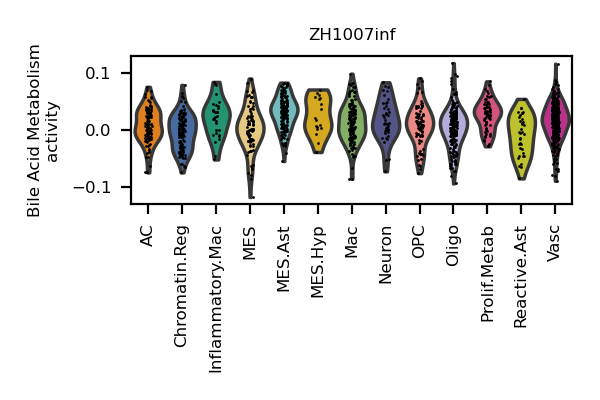 ZH1007inf
Bile Acid Metabolism
activity
0.1
0.0
−0.1
AC
Chromatin.Reg
Inflammatory.Mac
MES
MES.Ast
MES.Hyp
Mac
Neuron
OPC
Oligo
Prolif.Metab
Reactive.Ast
Vasc